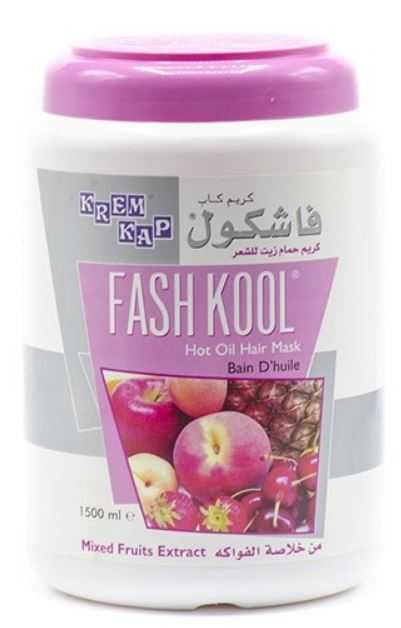 KREM
KAP
كريم كاب
فاشكول
كريم حمام زيت للشعر
FASH KOOL®
Hot Oil Hair Mask
Bain D'huile
1500 ml e
Mixed Fruits Extract من خلاصة الفواكه